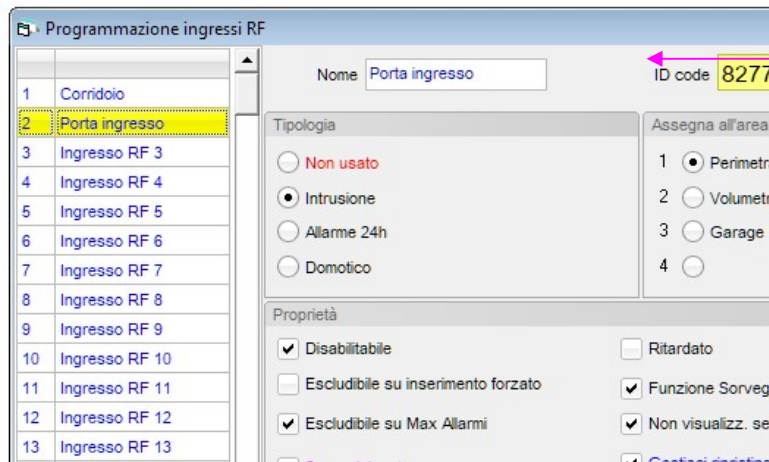 Programmazione ingressi RF
Nome Porta ingresso ID code 8277
1 Corridoio
2 Porta ingresso
3 Ingresso RF 3
4 Ingresso RF 4
5 Ingresso RF 5
6 Ingresso RF 6
7 Ingresso RF 7
8 Ingresso RF 8
9 Ingresso RF 9
10 Ingresso RF 10
11 Ingresso RF 11
12 Ingresso RF 12
13 Ingresso RF 13
Tipologia
Non usato
Intrusione
Allarme 24h
Domotico
Assegna all'area
1 Perimetr
2 Volumetr
3 Garage
4
Proprietà
Disabilitabile
Escludibile su inserimento forzato
Escludibile su Max Allarmi
Ritardato
Funzione Sorveg
Non visualizz. se